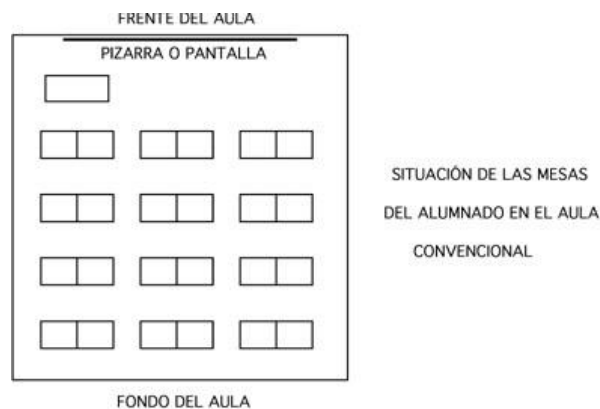 FRENTE DEL AULA
PIZARRA O PANTALLA
SITUACIÓN DE LAS MESAS
DEL ALUMNADO EN EL AULA
CONVENCIONAL
FONDO DEL AULA